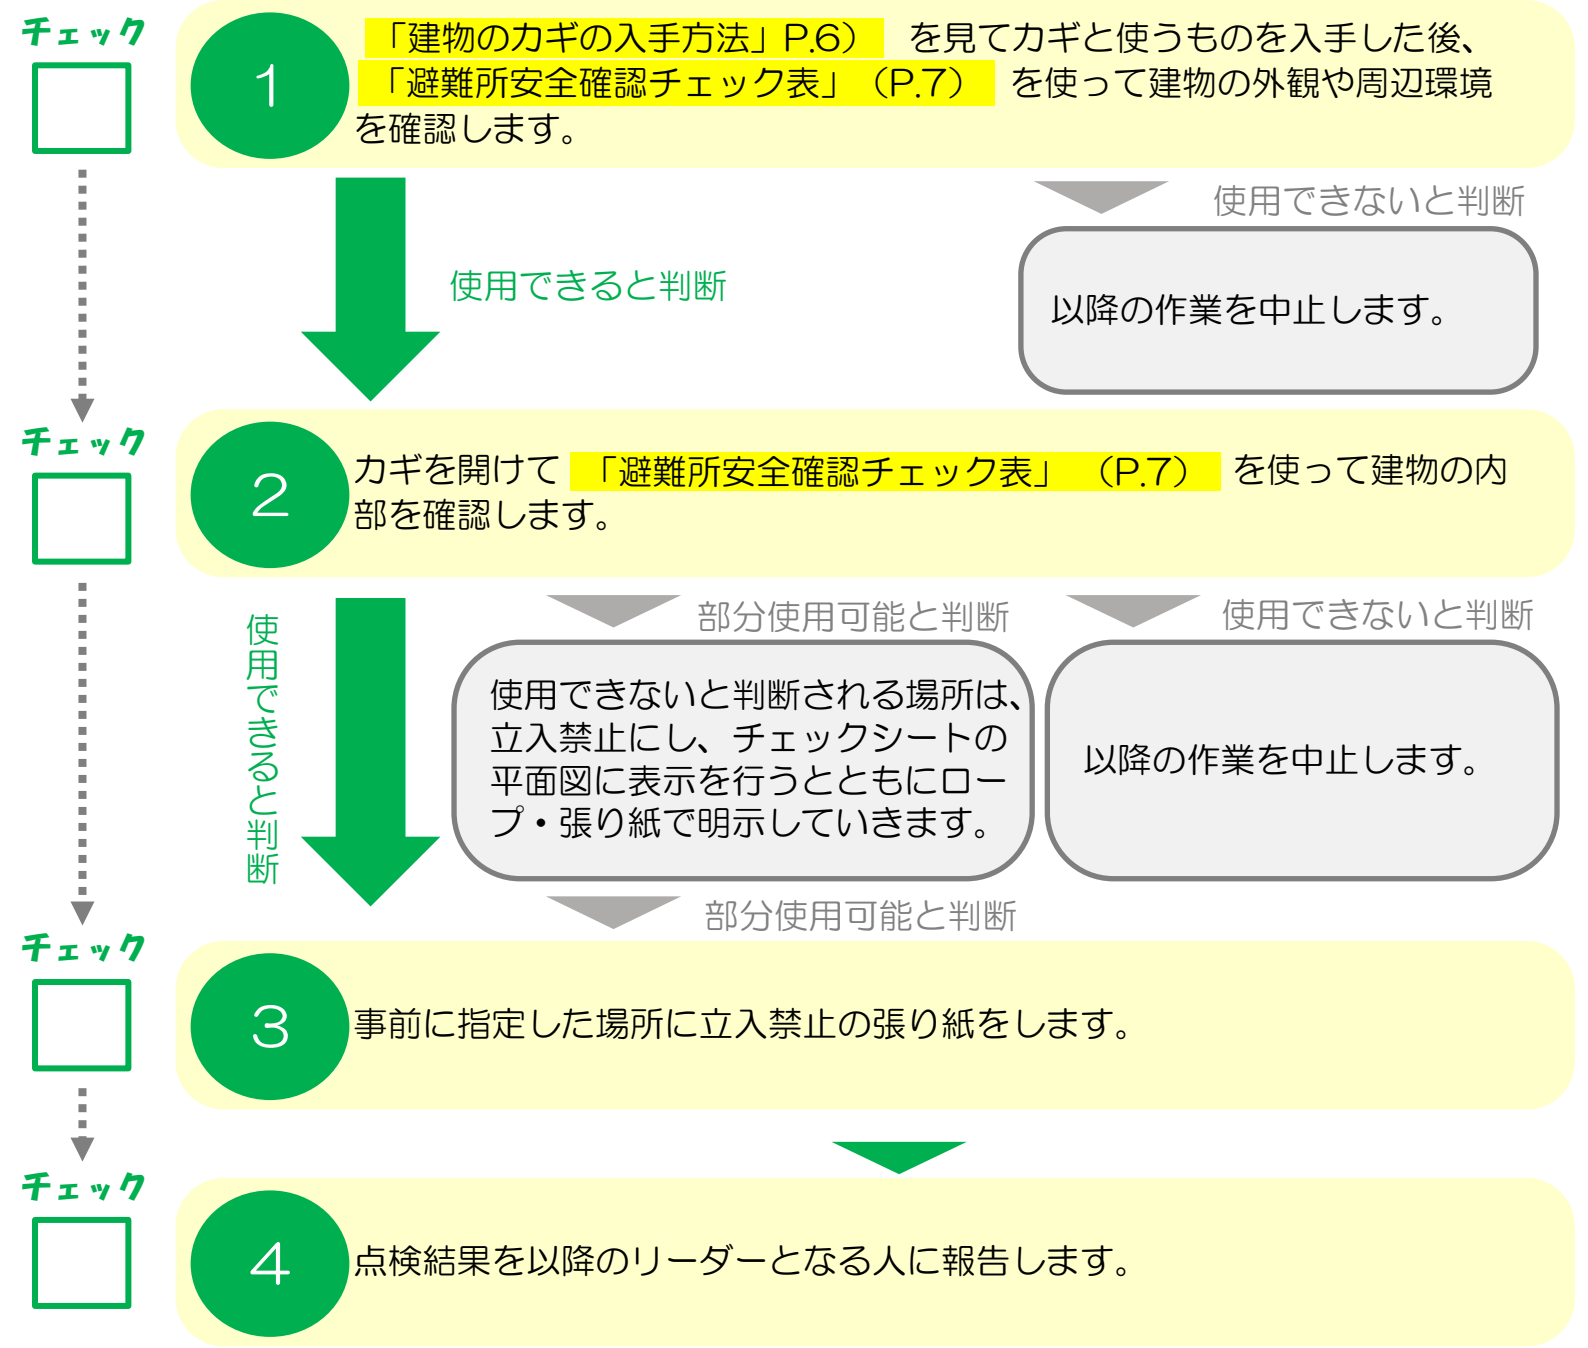 チェック
1
「建物のカギの入手方法」P.6） を見てカギと使うものを入手した後、
「避難所安全確認チェック表」（P.7） を使って建物の外観や周辺環境
を確認します。
使用できないと判断
使用できると判断
以降の作業を中止します。
チェック
2
カギを開けて 「避難所安全確認チェック表」 （P.7） を使って建物の内
部を確認します。
使用できると判断
部分使用可能と判断
使用できないと判断される場所は、
立入禁止にし、チェックシートの
平面図に表示を行うとともにロー
プ・張り紙で明示していきます。
使用できないと判断
以降の作業を中止します。
部分使用可能と判断
チェック
3
事前に指定した場所に立入禁止の張り紙をします。
チェック
4
点検結果を以降のリーダーとなる人に報告します。